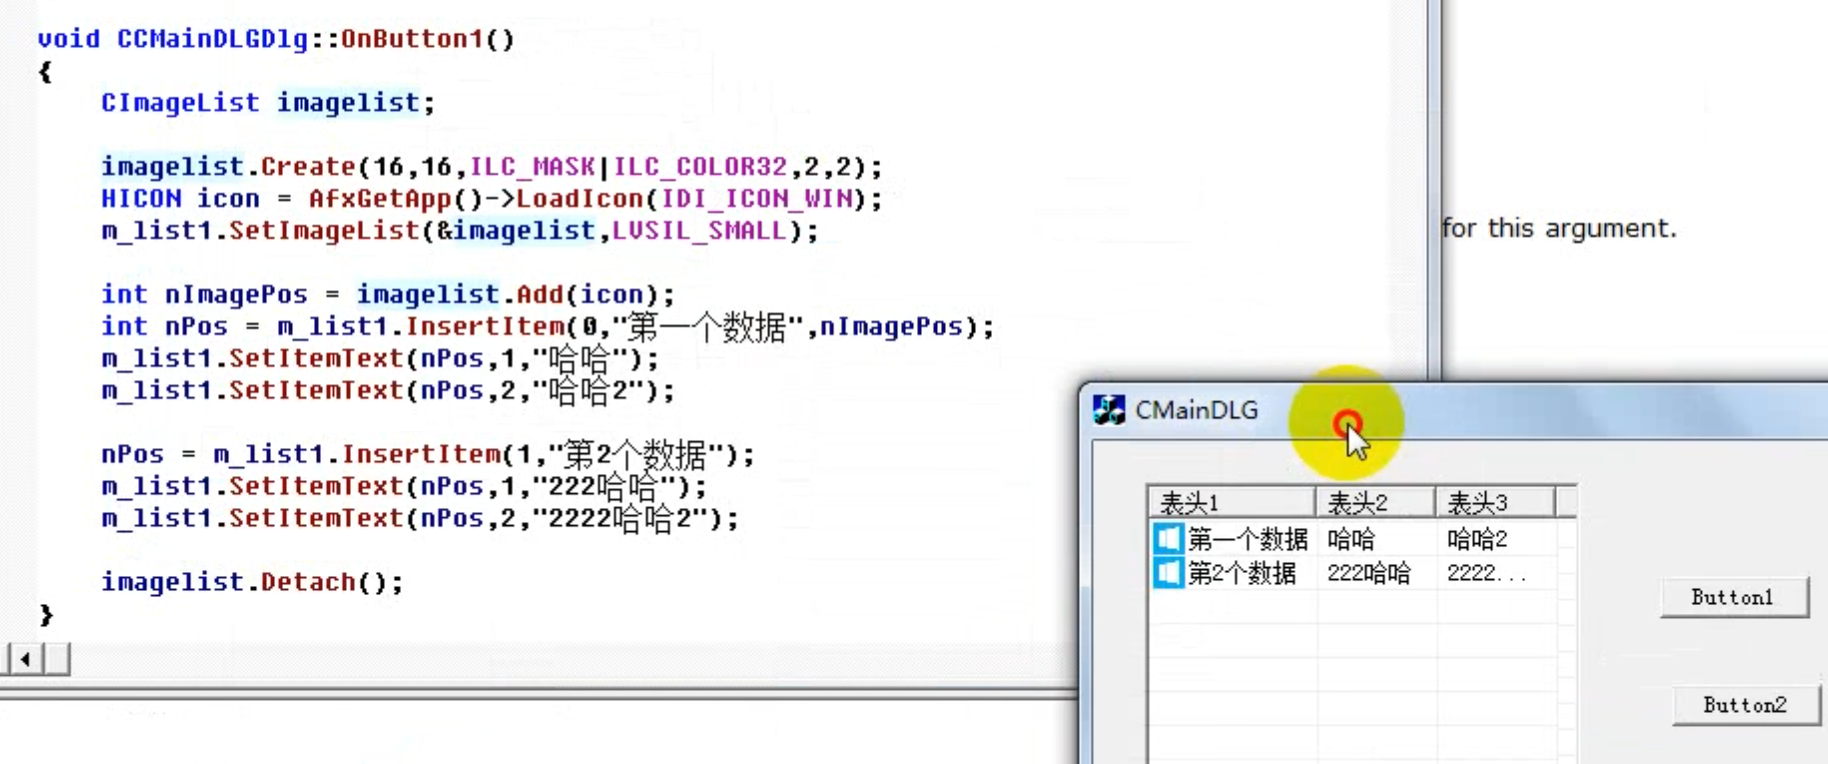 void CCMainDLGDlg::OnButton1()
{
CImageList imagelist;
imagelist.Create(16,16,ILC_MASK|ILC_COLOR32,2,2);
HICON icon = AfxGetApp()->LoadIcon(IDI_ICON_WIN);
m_list1.SetImageList(&imagelist,LVSIL_SMALL);
for this argument.
int nImagePos = imagelist.Add(icon);
int nPos = m_list1.InsertItem(0,"第一个数据",nImagePos);
m_list1.SetItemText(nPos,1,"哈哈");
m_list1.SetItemText(nPos,2,"哈哈2");
nPos = m_list1.InsertItem(1,"第2个数据");
m_list1.SetItemText(nPos,1,"222哈哈");
m_list1.SetItemText(nPos,2,"2222哈哈2");
imagelist.Detach();
}
CMainDLG
表头1 表头2 表头3
第一个数据 哈哈 哈哈2
第2个数据 222哈哈 2222...
Button1
Button2